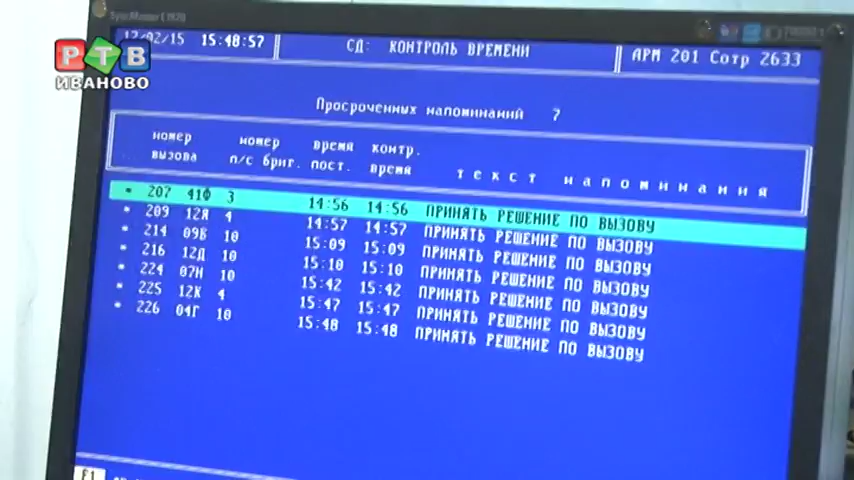 SyncMaster
РТВ
ИВАНОВО
12/02/15 15:48:57 СД: КОНТРОЛЬ ВРЕМЕНИ АРМ 201 Сотр 2633
Просроченных напоминаний 7
номер номер время контр.
вызова п/с бриг. пост. время текст напоминания
* 207 41Ф 3 14:56 14:56 ПРИНЯТЬ РЕШЕНИЕ ПО ВЫЗОВУ
* 209 12Я 4 14:57 14:57 ПРИНЯТЬ РЕШЕНИЕ ПО ВЫЗОВУ
* 214 09Б 10 15:09 15:09 ПРИНЯТЬ РЕШЕНИЕ ПО ВЫЗОВУ
* 216 12Д 10 15:10 15:10 ПРИНЯТЬ РЕШЕНИЕ ПО ВЫЗОВУ
* 224 07Н 10 15:42 15:42 ПРИНЯТЬ РЕШЕНИЕ ПО ВЫЗОВУ
* 225 12К 4 15:47 15:47 ПРИНЯТЬ РЕШЕНИЕ ПО ВЫЗОВУ
* 226 04Г 10 15:48 15:48 ПРИНЯТЬ РЕШЕНИЕ ПО ВЫЗОВУ
F1